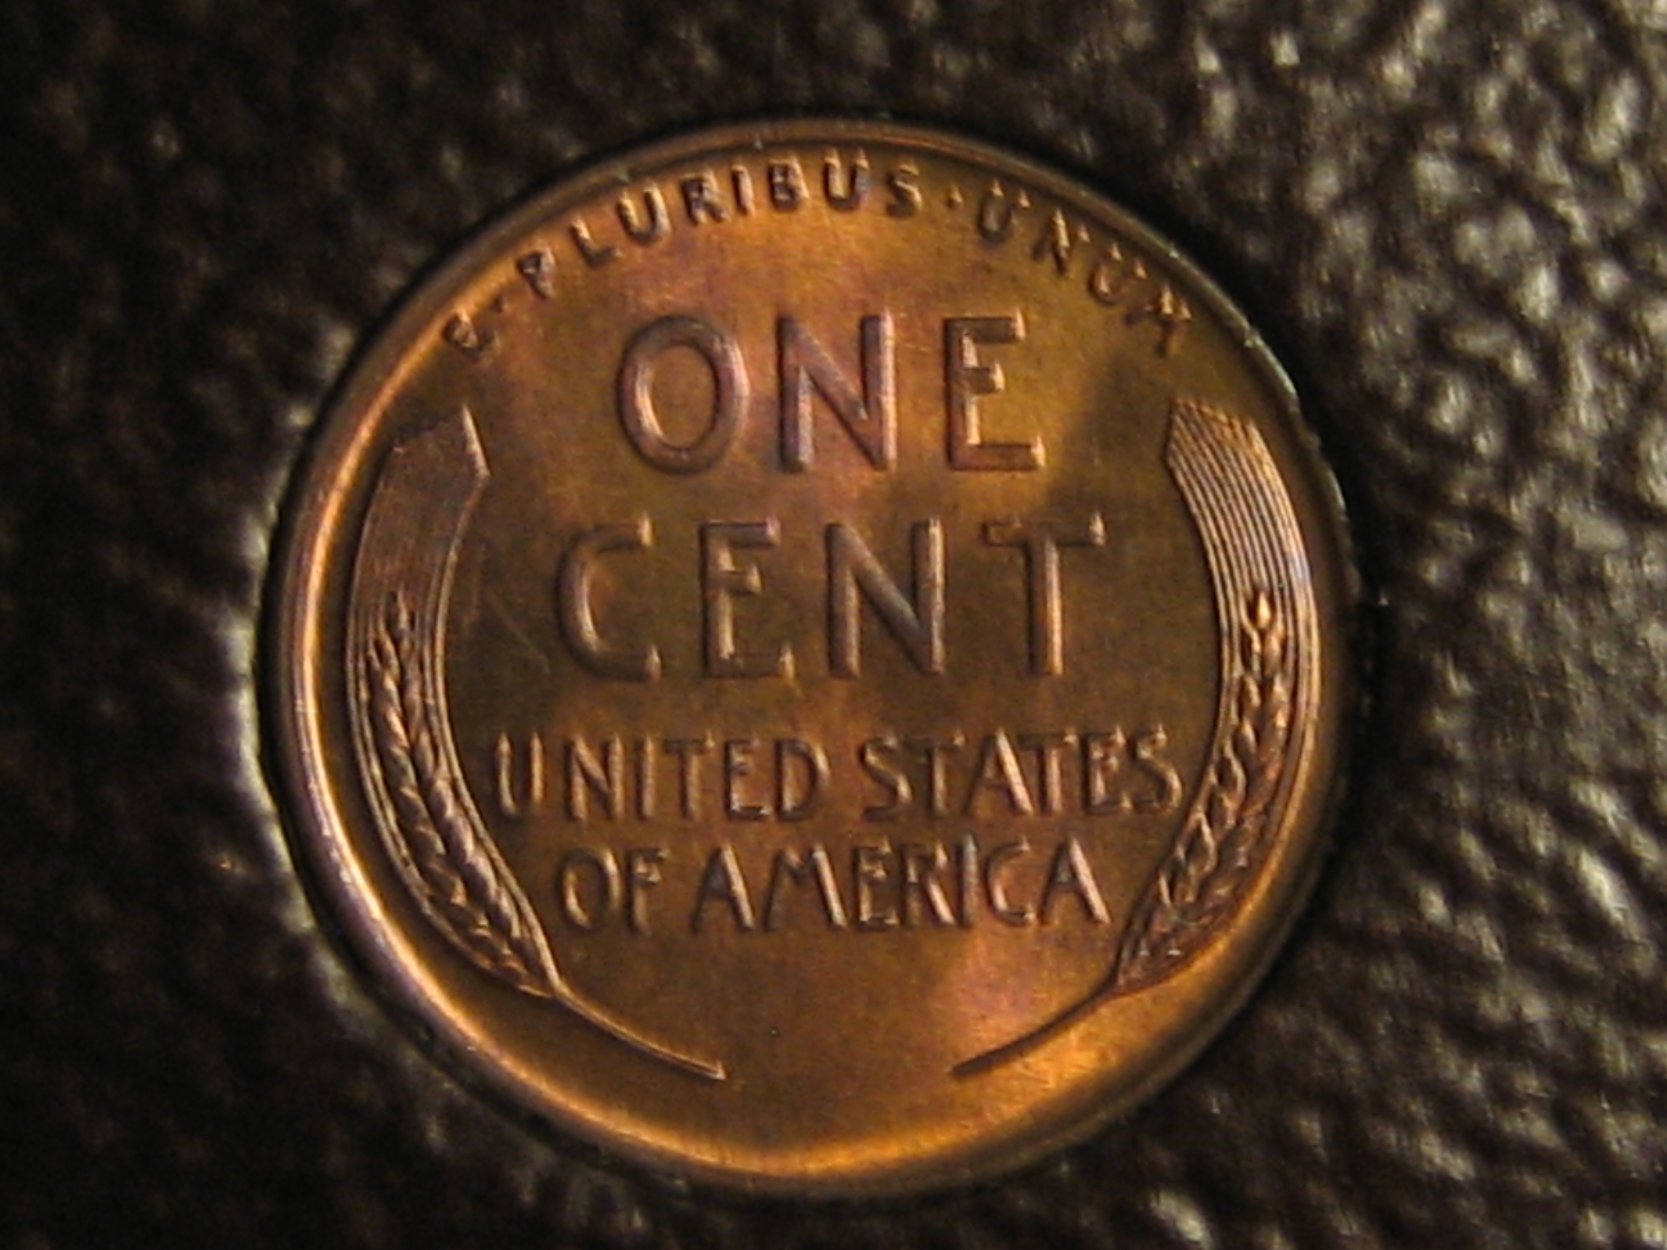 E·PLURIBUS·UNUM
ONE
CENT
UNITED STATES
OF AMERICA